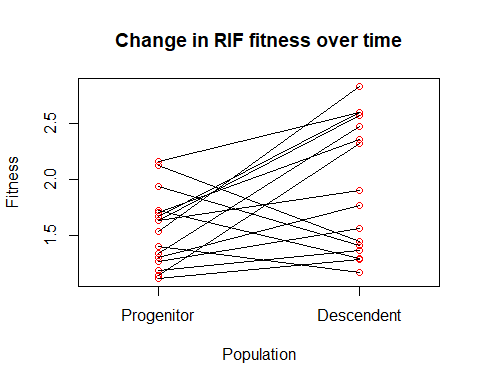 Change in RIF fitness over time
Fitness
2.5
2.0
1.5
Progenitor Descendent
Population